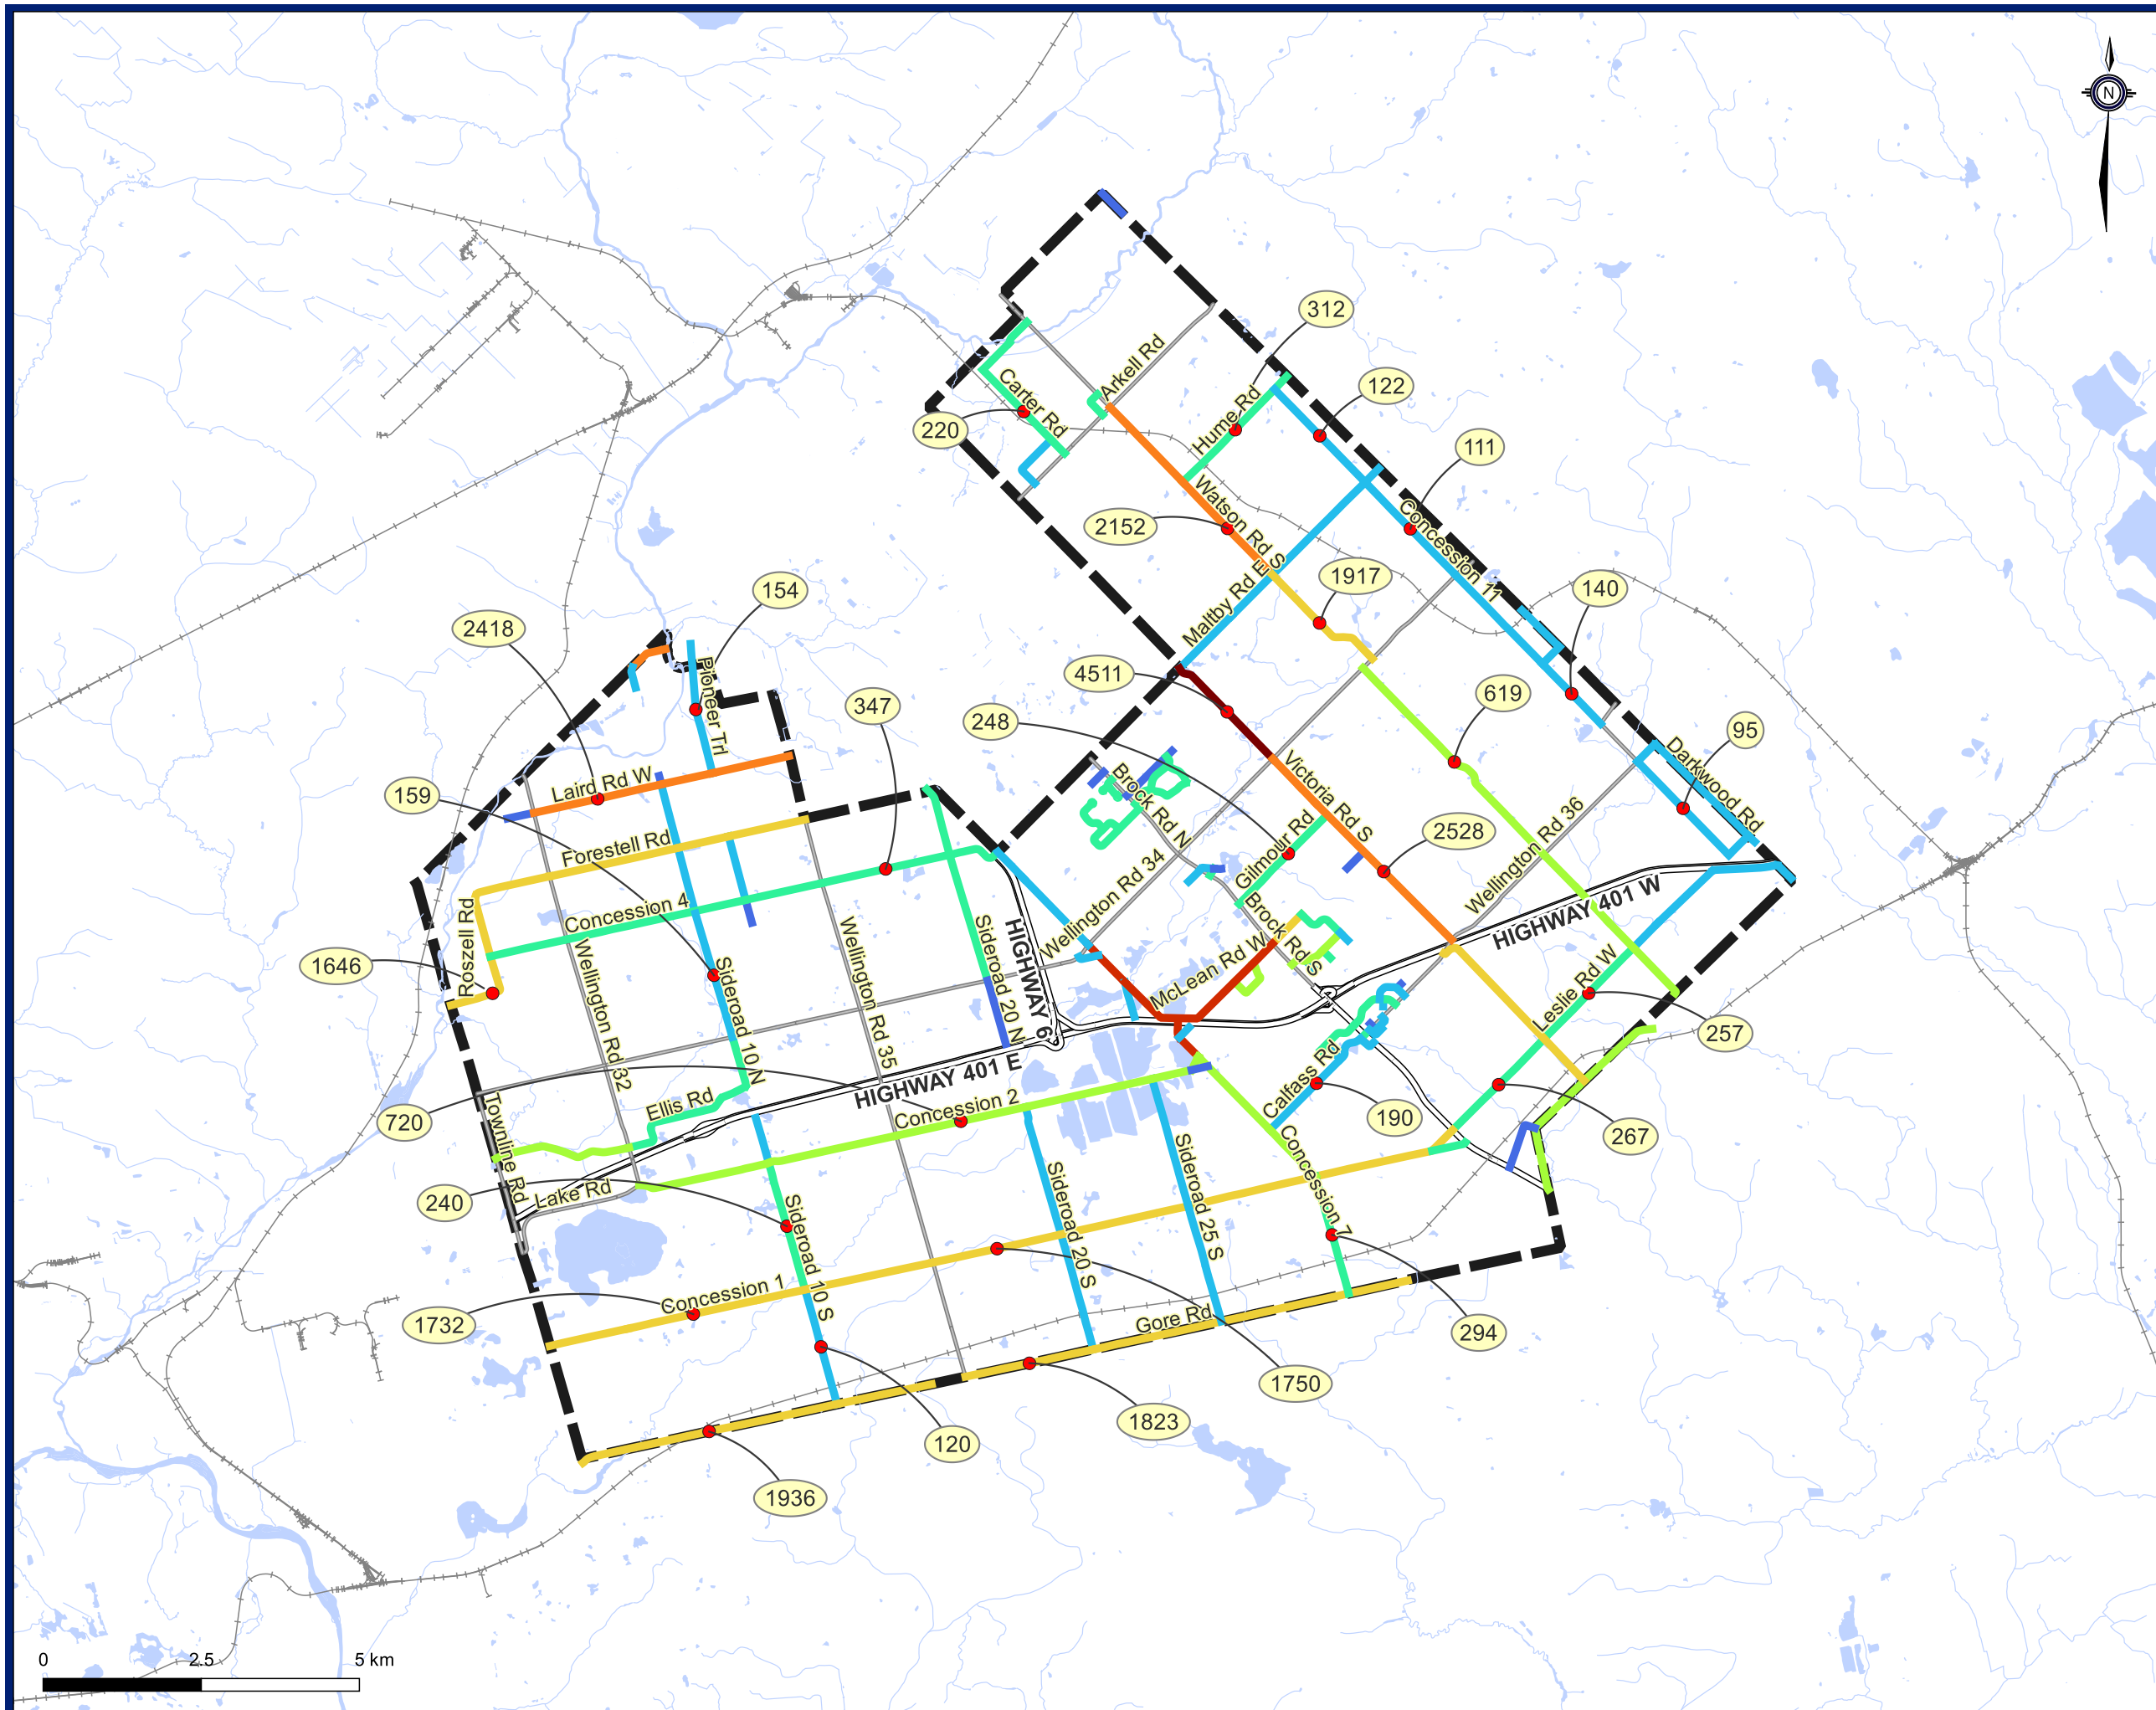 N
312
122
Arkell Rd
Carter Rd
Hume Rd
220
111
Watson Rd S
2152
Concession 11
154
1917
140
2418
Maltby Rd E
Pioneer Trl
347
4511
619
248
95
Darkwood Rd
Laird Rd W
159
Brock Rd N
Victoria Rd S
Wellington Rd 36
2528
Forestell Rd
Gilmour Rd
Wellington Rd 34
Concession 4
Roszell Rd
Brock Rd S
HIGHWAY 401 W
1646
Wellington Rd 32
Sideroad 10 N
Wellington Rd 35
Sideroad 20 N
HIGHWAY 6
McLean Rd W
Leslie Rd W
257
HIGHWAY 401 E
Calfass Rd
Ellis Rd
Concession 2
720
190
267
Townline Rd
Lake Rd
240
Sideroad 10 S
Sideroad 20 S
Sideroad 25 S
Concession 7
Concession 1
1732
Gore Rd
294
1750
1823
120
1936
0 2.5 5 km